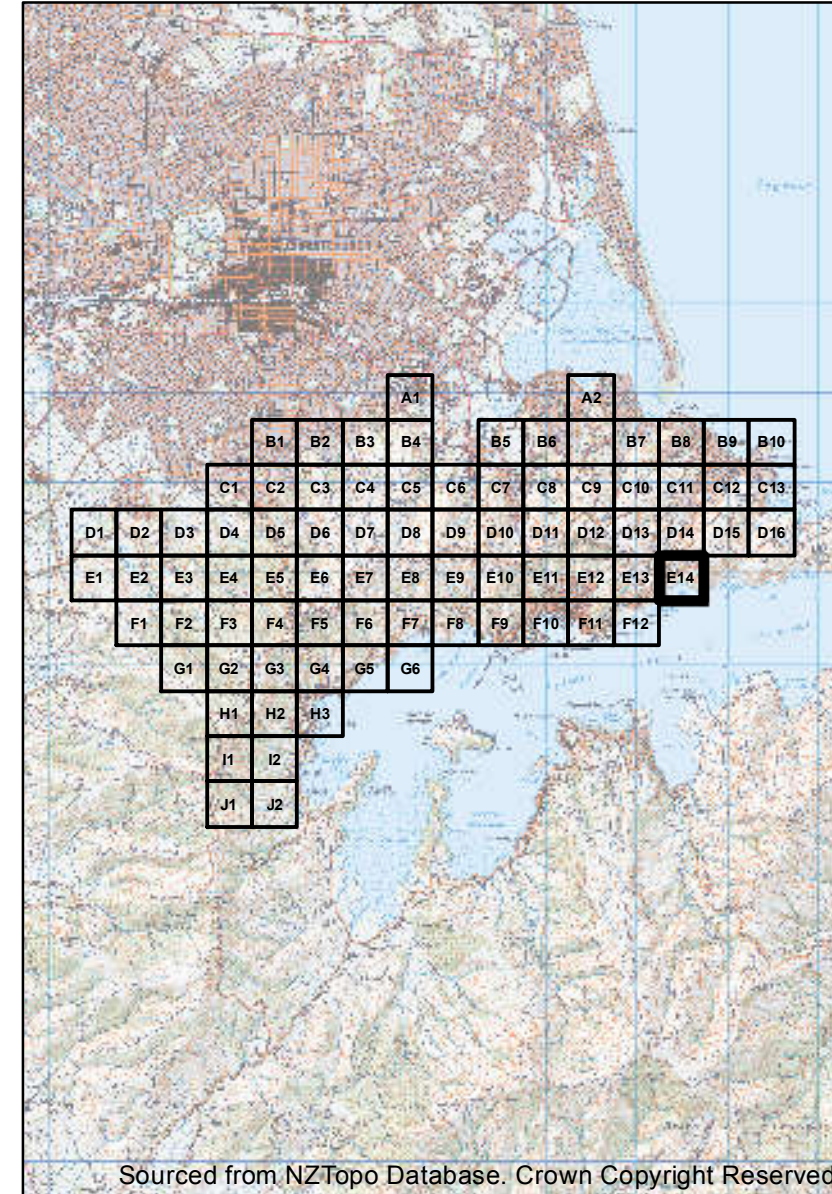 A1 A2
B1 B2 B3 B4 B5 B6 B7 B8 B9 B10
C1 C2 C3 C4 C5 C6 C7 C8 C9 C10 C11 C12 C13
D1 D2 D3 D4 D5 D6 D7 D8 D9 D10 D11 D12 D13 D14 D15 D16
E1 E2 E3 E4 E5 E6 E7 E8 E9 E10 E11 E12 E13 E14
F1 F2 F3 F4 F5 F6 F7 F8 F9 F10 F11 F12
G1 G2 G3 G4 G5 G6
H1 H2 H3
I1 I2
J1 J2
Sourced from NZTopo Database. Crown Copyright Reserved